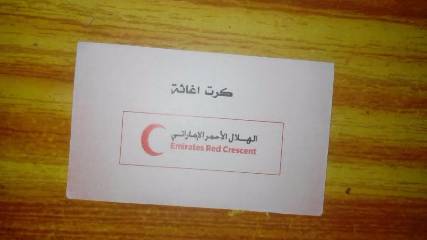 كرت اغاثة
الهلال الأحمر الإماراتي
Emirates Red Crescent